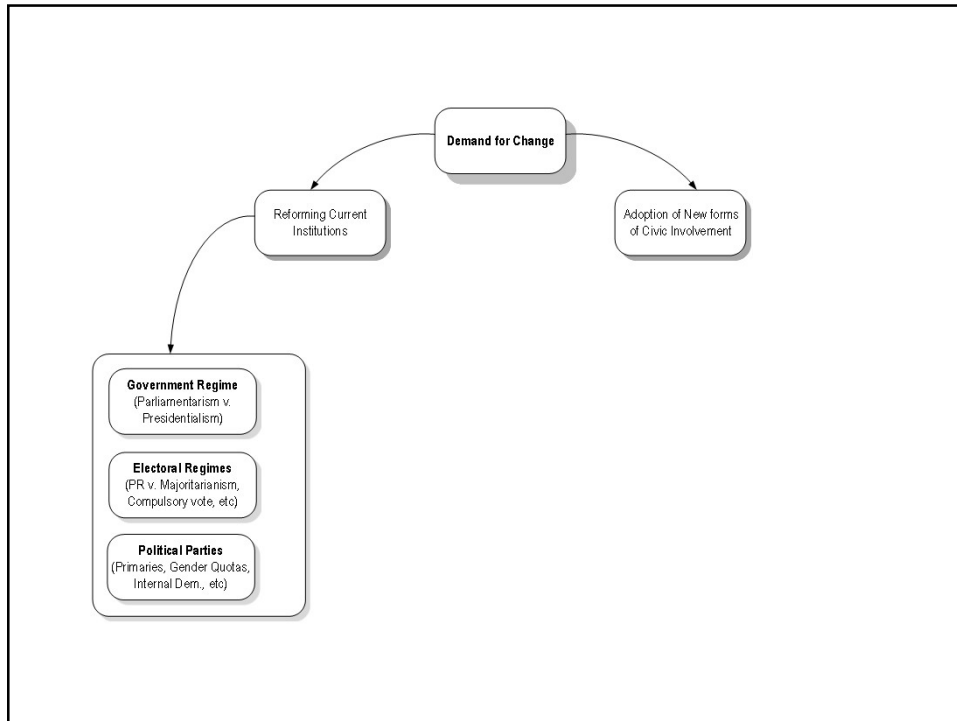 Demand for Change
Reforming Current
Institutions
Adoption of New forms
of Civic Involvement
Government Regime
(Parliamentarism v.
Presidentialism)
Electoral Regimes
(PR v. Majoritarianism,
Compulsory vote, etc)
Political Parties
(Primaries, Gender Quotas,
Internal Dem., etc)